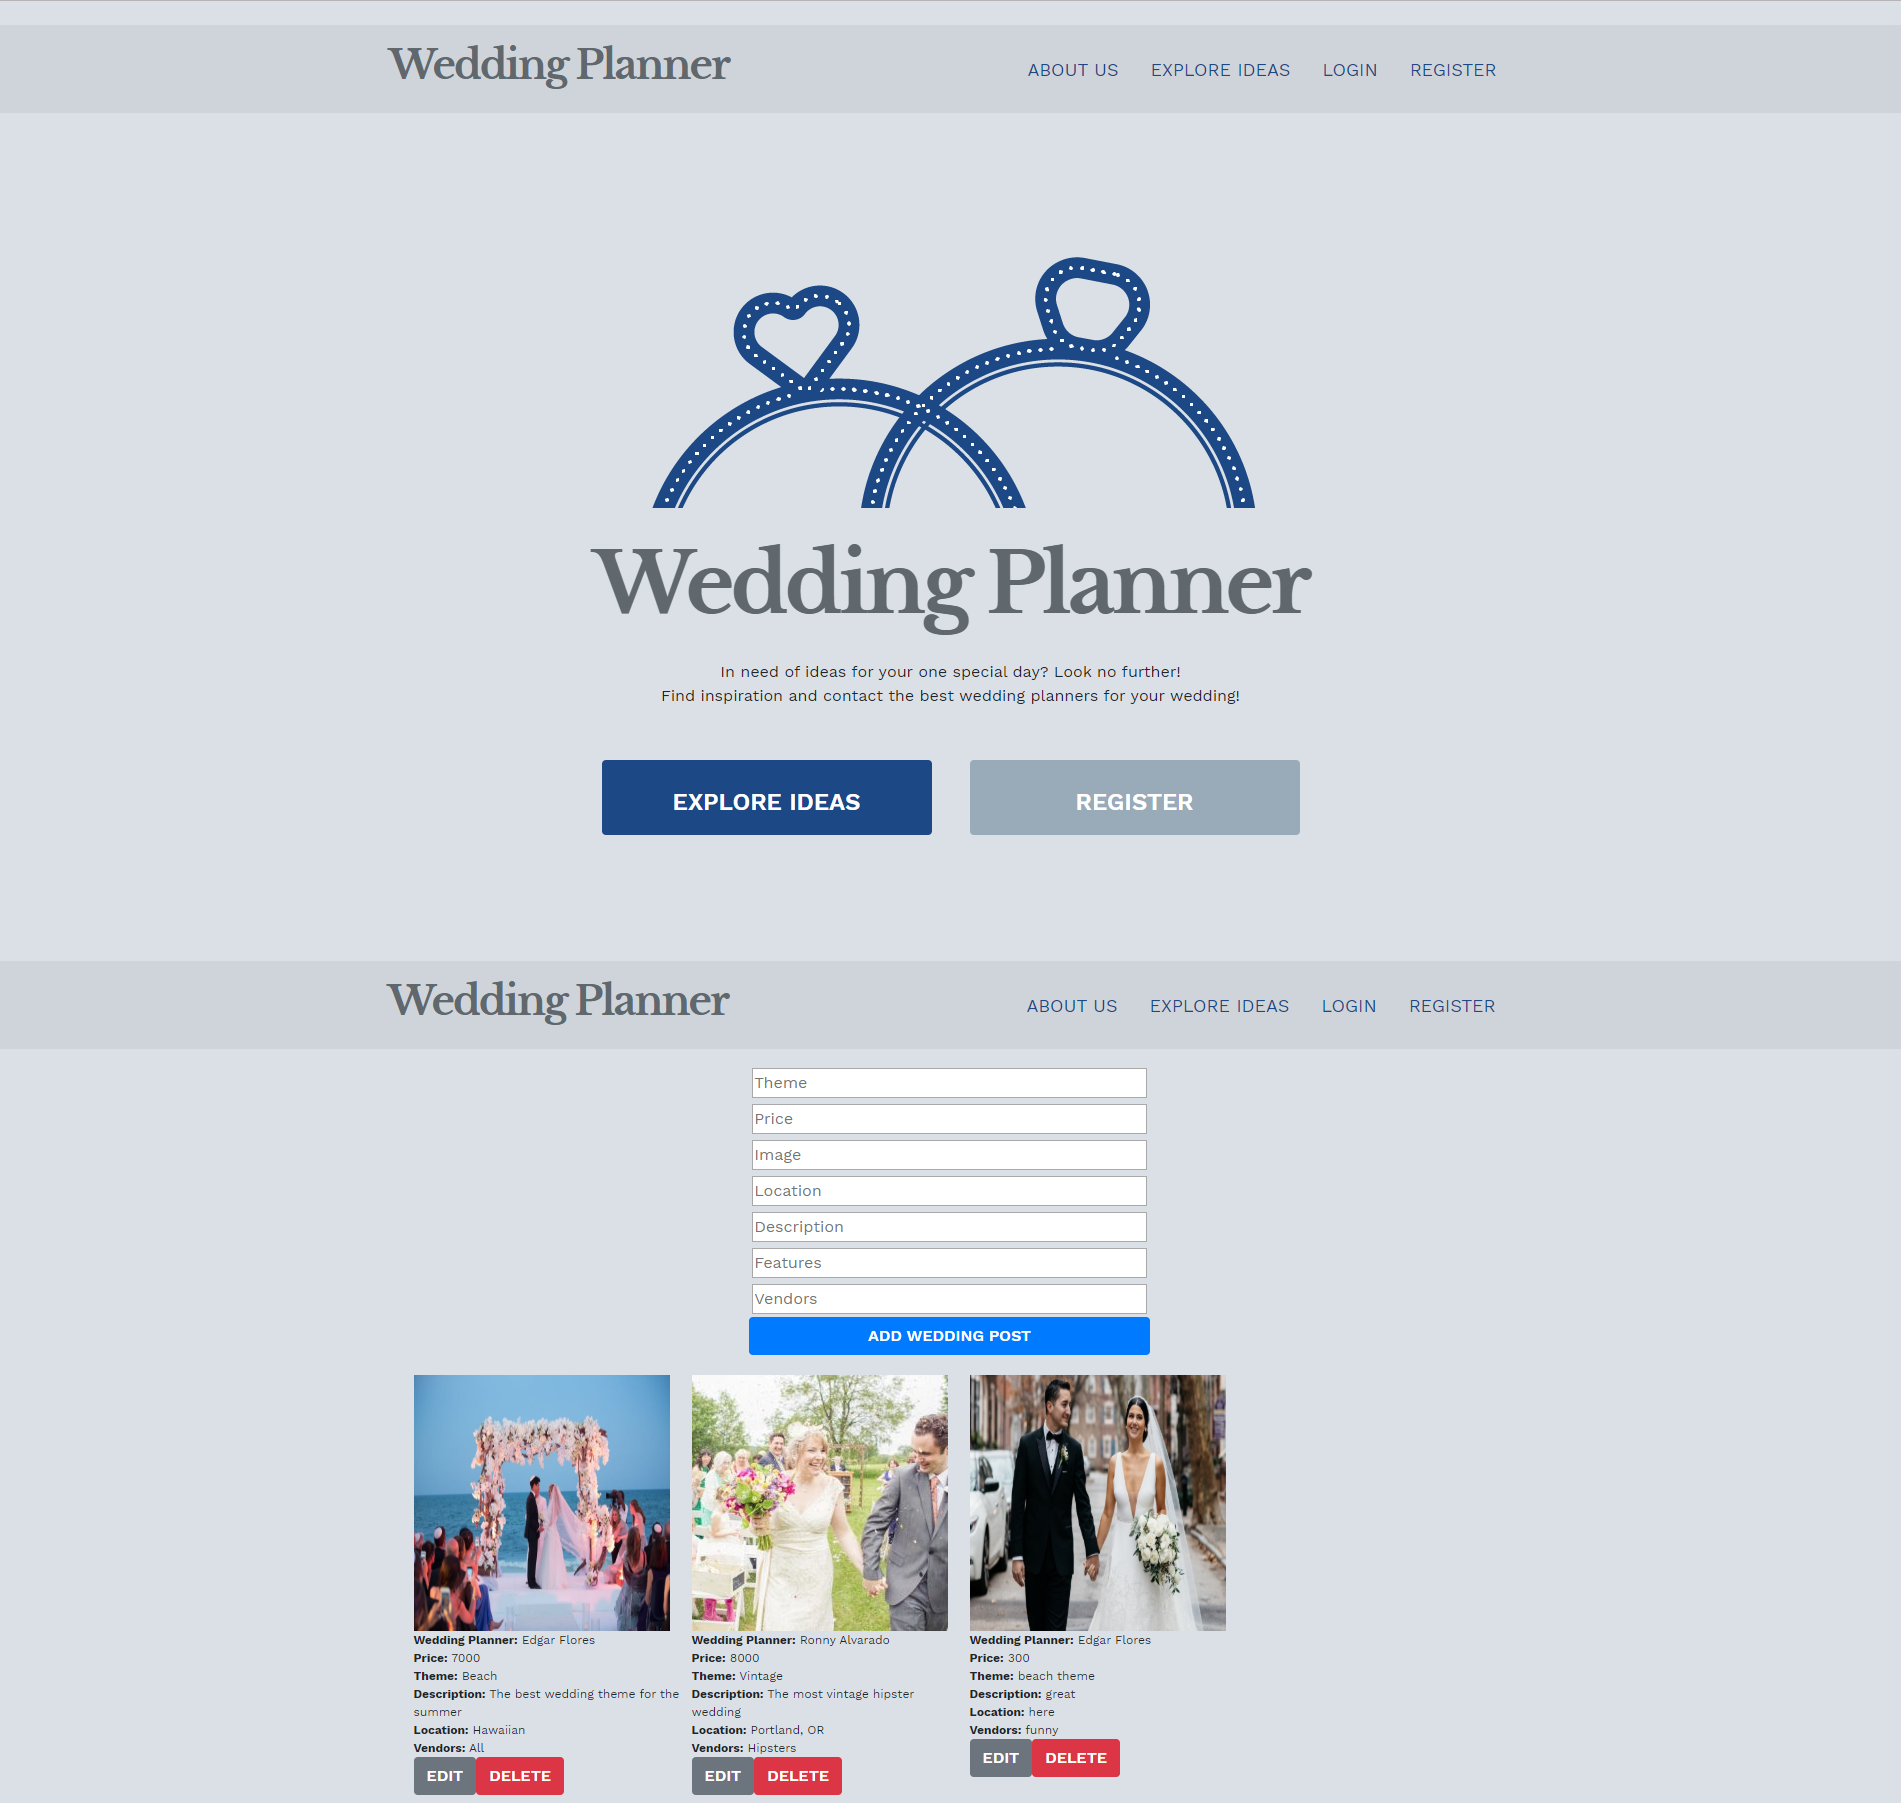 Wedding Planner
ABOUT US EXPLORE IDEAS LOGIN REGISTER
Wedding Planner
In need of ideas for your one special day? Look no further!
Find inspiration and contact the best wedding planners for your wedding!
EXPLORE IDEAS REGISTER
Wedding Planner
ABOUT US EXPLORE IDEAS LOGIN REGISTER
Theme
Price
Image
Location
Description
Features
Vendors
ADD WEDDING POST
Wedding Planner: Edgar Flores
Price: 7000
Theme: Beach
Description: The best wedding theme for the
summer
Location: Hawaiian
Vendors: All
EDIT DELETE
Wedding Planner: Ronny Alvarado
Price: 8000
Theme: Vintage
Description: The most vintage hipster
wedding
Location: Portland, OR
Vendors: Hipsters
EDIT DELETE
Wedding Planner: Edgar Flores
Price: 300
Theme: beach theme
Description: great
Location: here
Vendors: funny
EDIT DELETE